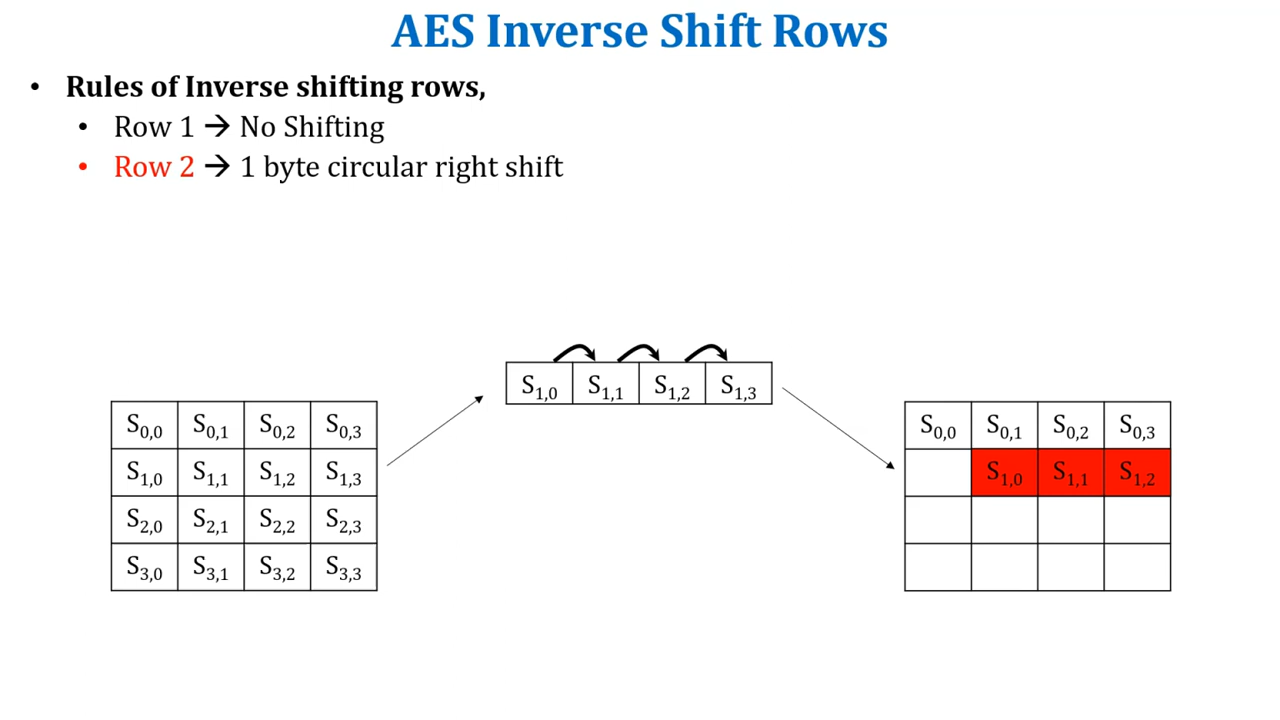 AES Inverse Shift Rows
• Rules of Inverse shifting rows,
• Row 1 → No Shifting
• Row 2 → 1 byte circular right shift
S1,0 S1,1 S1,2 S1,3
S0,0 S0,1 S0,2 S0,3
S1,0 S1,1 S1,2 S1,3
S2,0 S2,1 S2,2 S2,3
S3,0 S3,1 S3,2 S3,3
S0,0 S0,1 S0,2 S0,3
S1,0 S1,1 S1,2